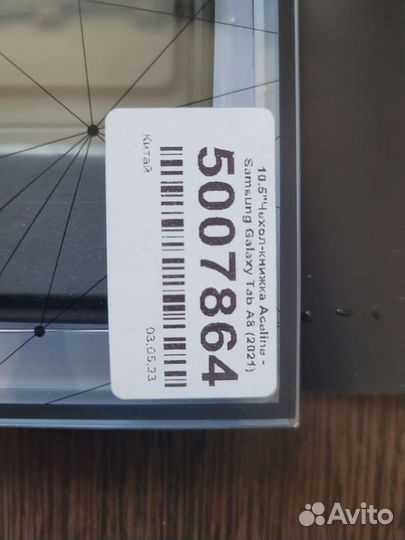 10.5"Чехол-книжка Aceline -
Samsung Galaxy Tab A8 (2021)
5007864
Китай
03.05.23
Avito